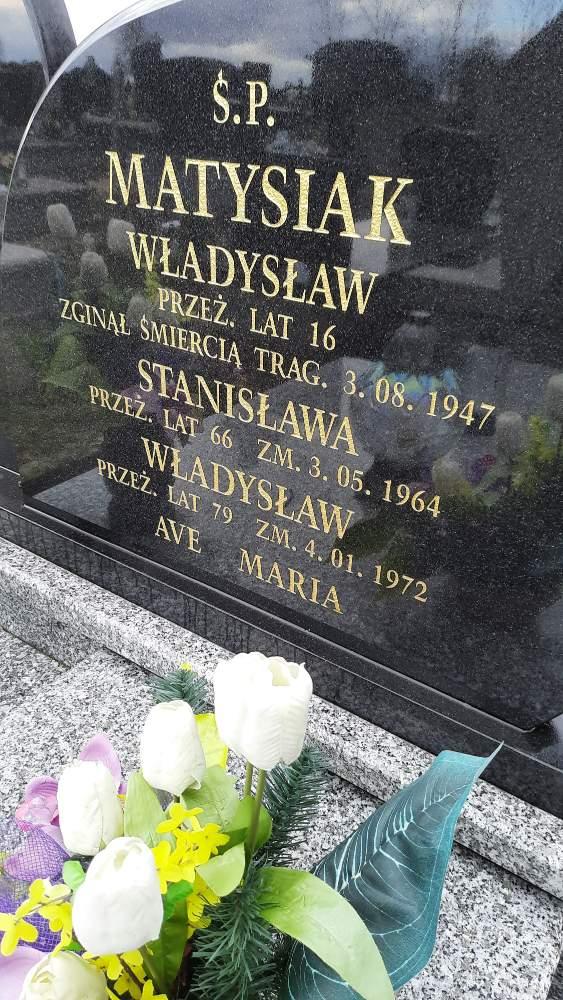 Ś.P.
MATYSIAK
WŁADYSŁAW
PRZEŻ. LAT 16
ZGINĄŁ ŚMIERCIĄ TRAG. 3.08.1947
STANISŁAWA
PRZEŻ. LAT 66 ZM. 3.05.1964
WŁADYSŁAW
PRZEŻ. LAT 79 ZM. 4.01.1972
AVE MARIA